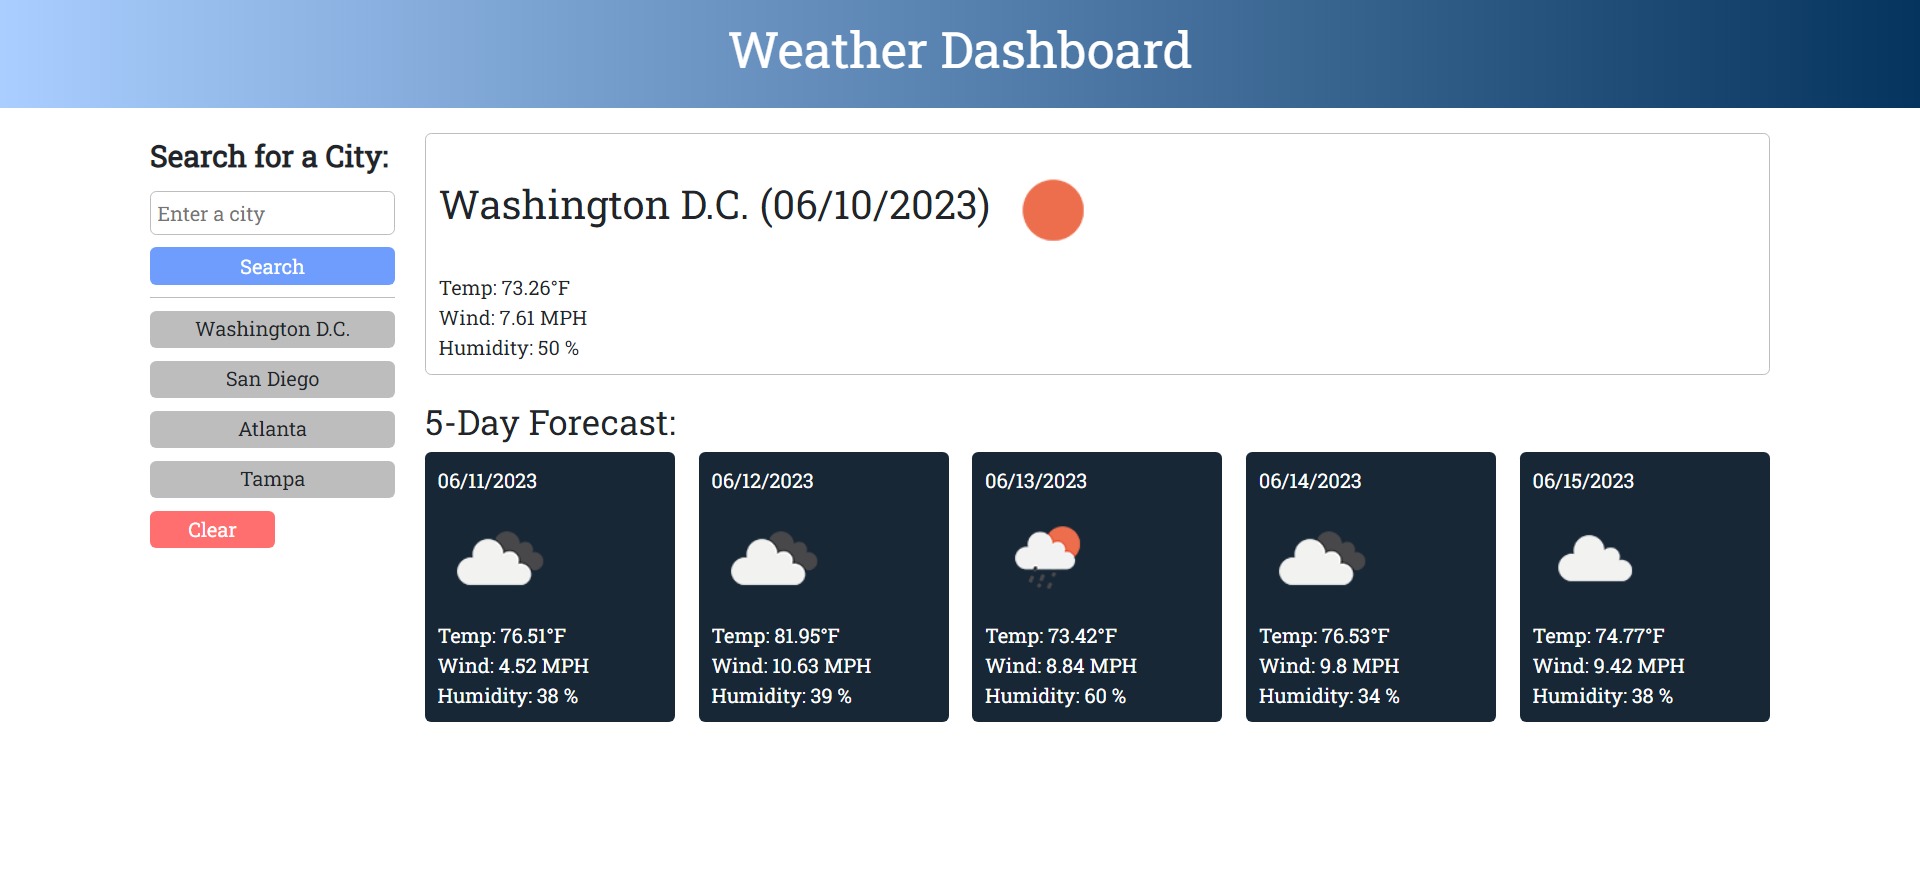 Weather Dashboard
Search for a City:
Enter a city
Search
Washington D.C.
San Diego
Atlanta
Tampa
Clear
Washington D.C. (06/10/2023)
Temp: 73.26°F
Wind: 7.61 MPH
Humidity: 50 %
5-Day Forecast:
06/11/2023
Temp: 76.51°F
Wind: 4.52 MPH
Humidity: 38 %
06/12/2023
Temp: 81.95°F
Wind: 10.63 MPH
Humidity: 39 %
06/13/2023
Temp: 73.42°F
Wind: 8.84 MPH
Humidity: 60 %
06/14/2023
Temp: 76.53°F
Wind: 9.8 MPH
Humidity: 34 %
06/15/2023
Temp: 74.77°F
Wind: 9.42 MPH
Humidity: 38 %